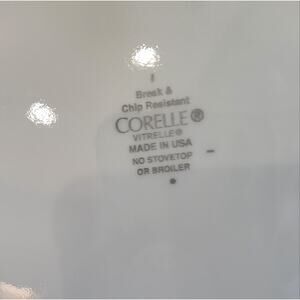 Break &
Chip Resistant
CORELLE®
VITRELLE®
MADE IN USA
NO STOVETOP
OR BROILER